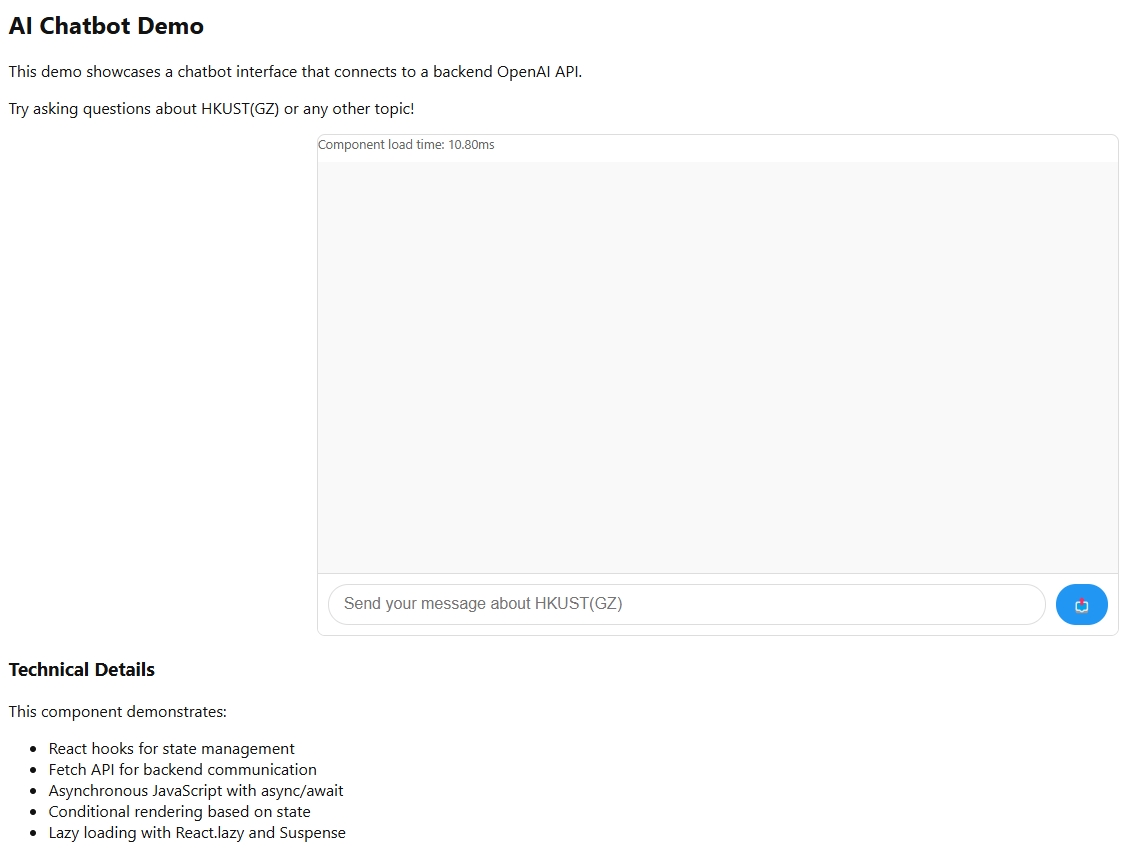 AI Chatbot Demo
This demo showcases a chatbot interface that connects to a backend OpenAI API.
Try asking questions about HKUST(GZ) or any other topic!
Component load time: 10.80ms
Send your message about HKUST(GZ)
Technical Details
This component demonstrates:
React hooks for state management
Fetch API for backend communication
Asynchronous JavaScript with async/await
Conditional rendering based on state
Lazy loading with React.lazy and Suspense